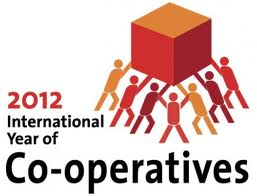 2012
International
Year of
Co-operatives